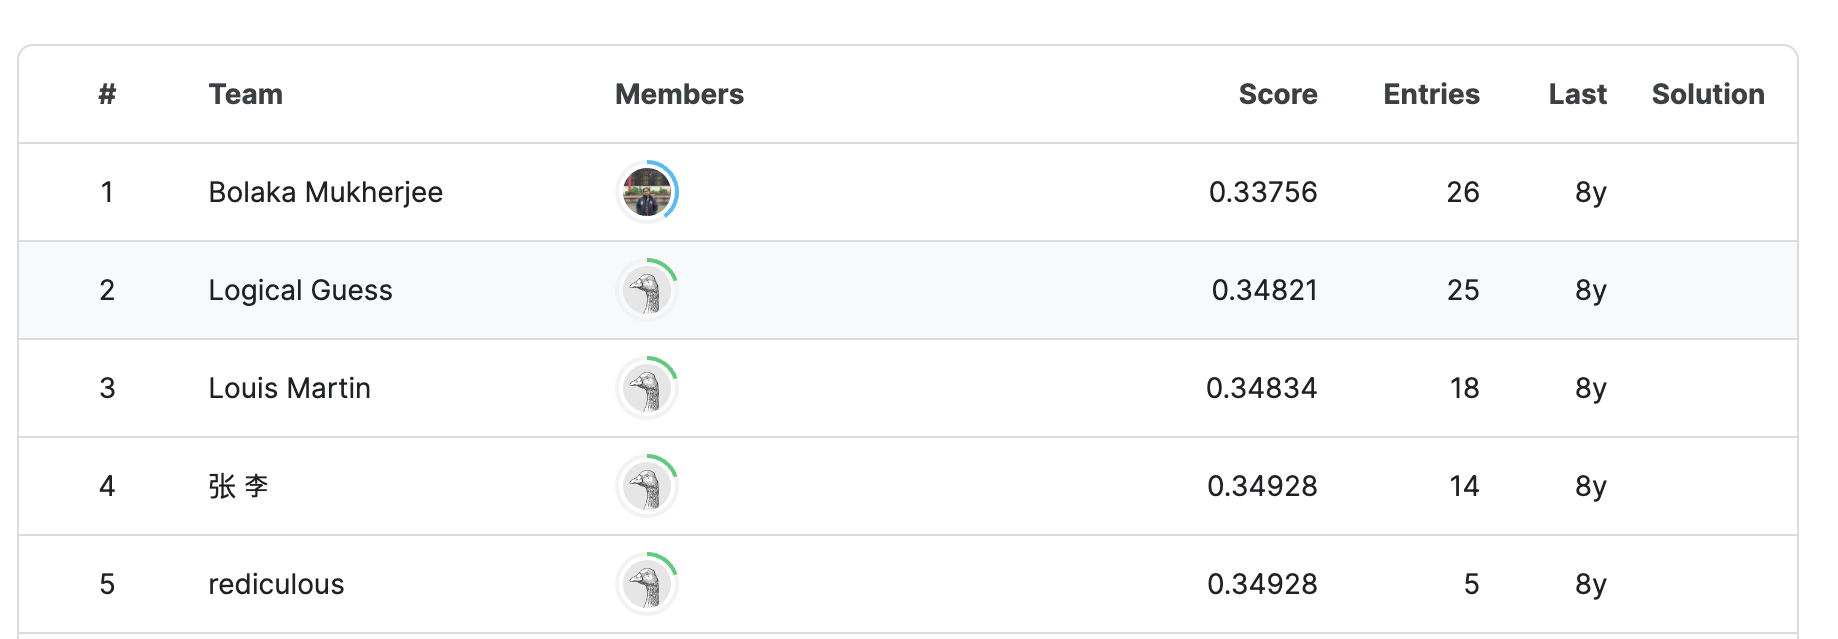 # Team Members Score Entries Last Solution
1 Bolaka Mukherjee 0.33756 26 8y
2 Logical Guess 0.34821 25 8y
3 Louis Martin 0.34834 18 8y
4 张 李 0.34928 14 8y
5 rediculous 0.34928 5 8y